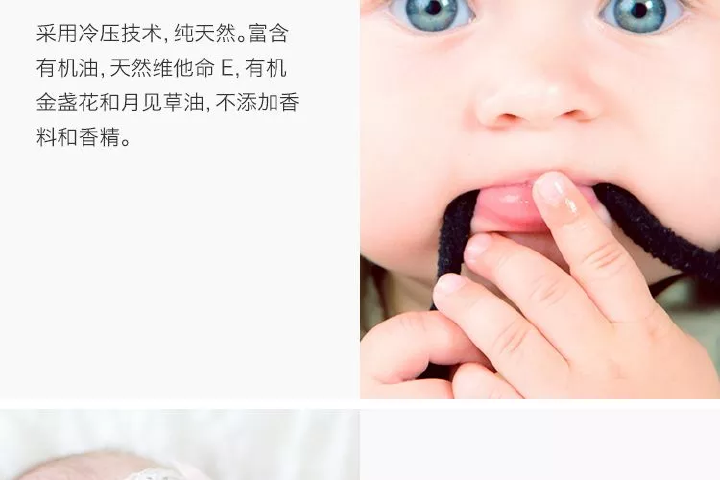 采用冷压技术, 纯天然。富含
有机油, 天然维他命 E, 有机
金盏花和月见草油, 不添加香
料和香精。